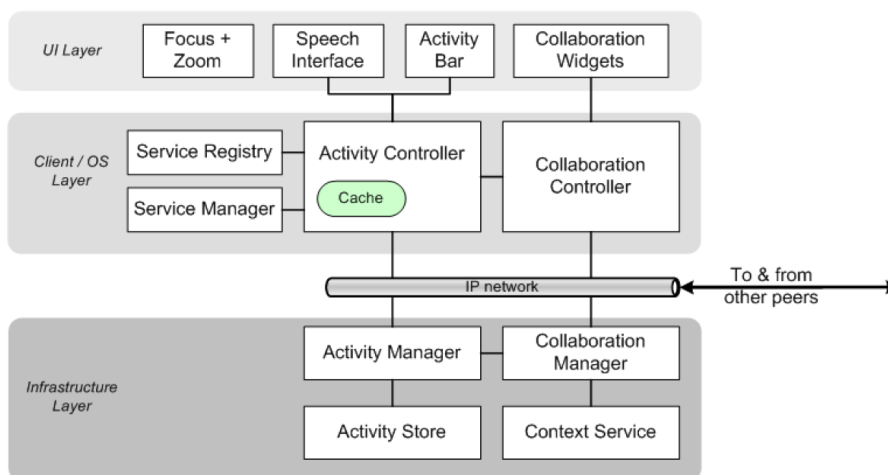 UI Layer
Focus +
Zoom
Speech
Interface
Activity
Bar
Collaboration
Widgets
Client / OS
Layer
Service Registry
Service Manager
Activity Controller
Cache
Collaboration
Controller
IP network
To & from
other peers
Infrastructure
Layer
Activity Manager
Collaboration
Manager
Activity Store
Context Service